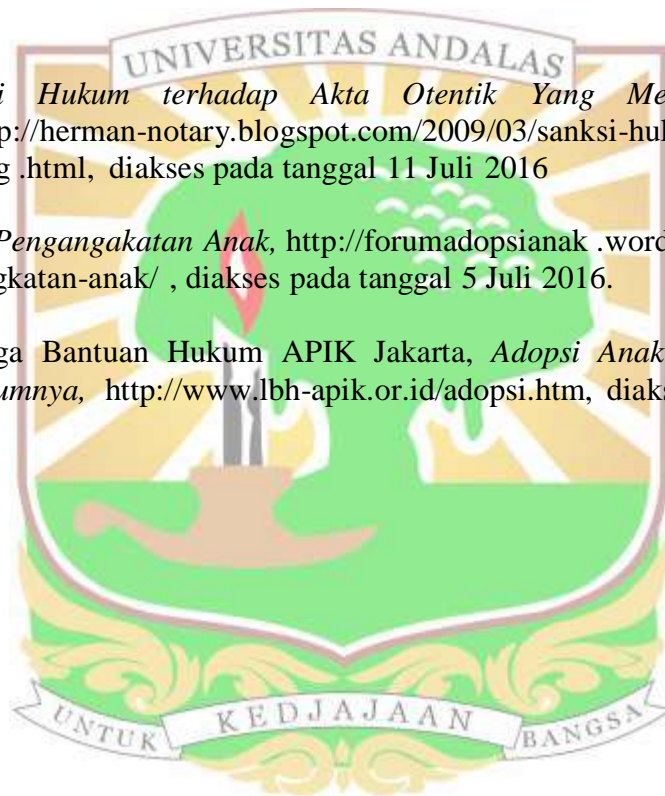 UNIVERSITAS ANDALAS
Hukum terhadap Akta Otentik Yang
p://herman-notary.blogspot.com/2009/03/sanksi-hu
g .html, diakses pada tanggal 11 Juli 2016
Pengangakatan Anak, http://forumadopsianak .word
gkatan-anak/ , diakses pada tanggal 5 Juli 2016.
ga Bantuan Hukum APIK Jakarta, Adopsi Anak
umnya, http://www.lbh-apik.or.id/adopsi.htm, diaks
UNTUK KEDJAJAAN BANGSA